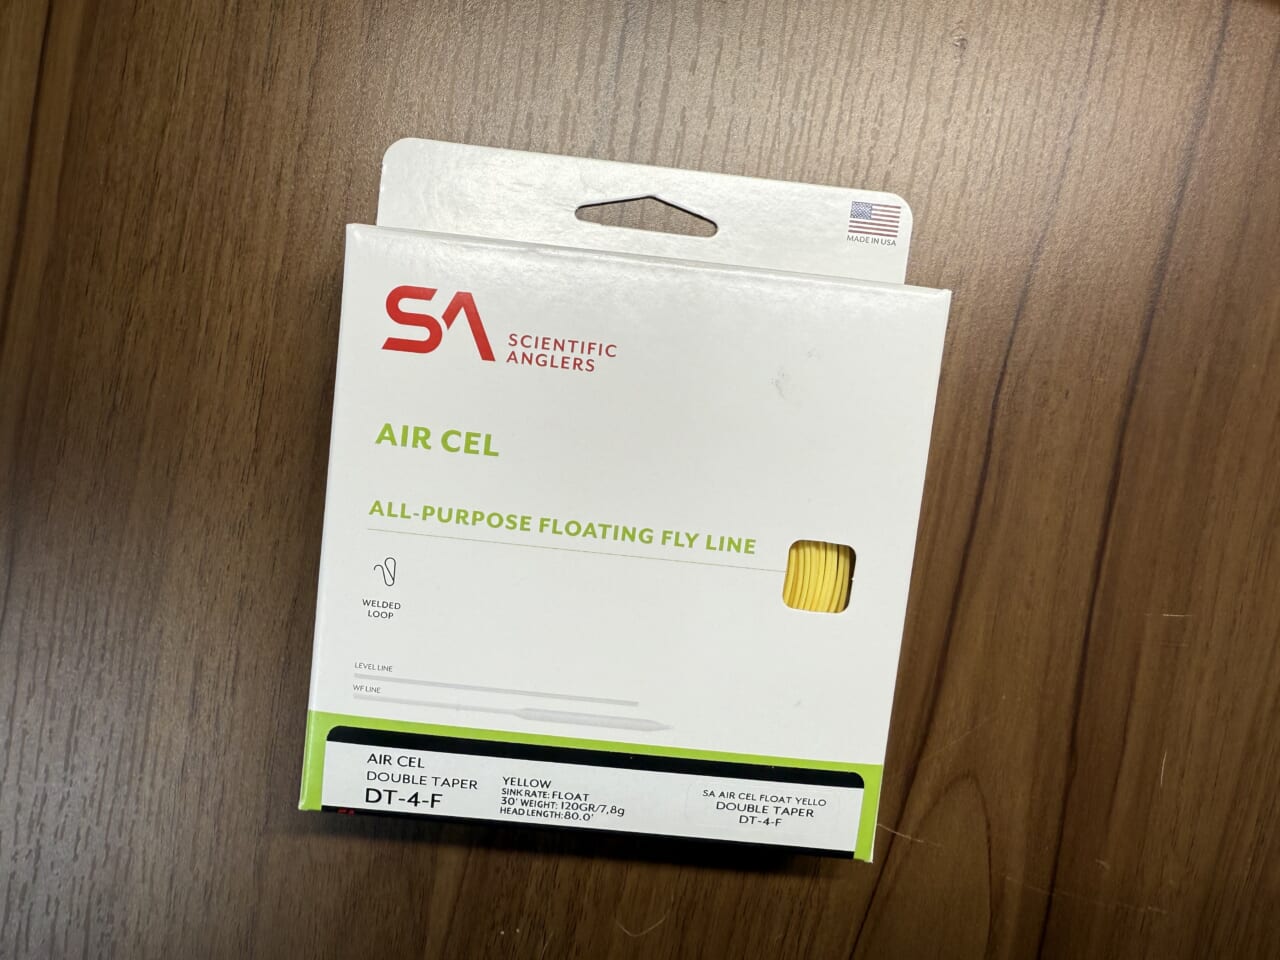 MADE IN USA
SA
SCIENTIFIC
ANGLERS
AIR CEL
ALL-PURPOSE FLOATING FLY LINE
WELDED
LOOP
LEVEL LINE
WF LINE
AIR CEL
DOUBLE TAPER
DT-4-F
YELLOW
SINK RATE: FLOAT
30' WEIGHT: 120GR/7,8g
HEAD LENGTH:80.0'
SA AIR CEL FLOAT YELLO
DOUBLE TAPER
DT-4-F